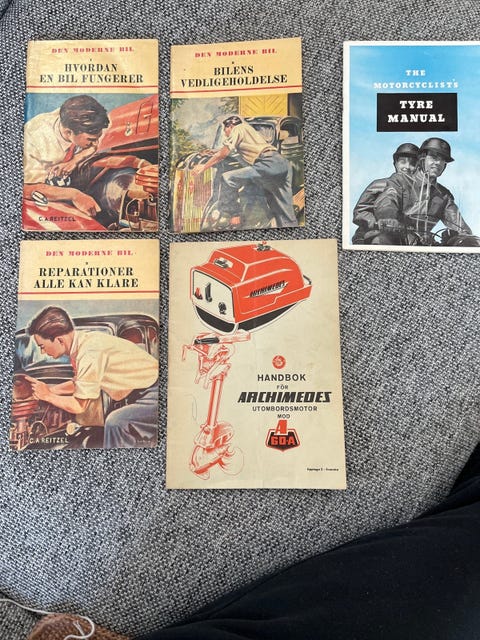 DEN MODERNE BIL
HVORDAN
EN BIL FUNGERER
C.A. REITZEL
DEN MODERNE BIL
BILENS
VEDLIGEHOLDELSE
THE
MOTORCYCLIST'S
TYRE
MANUAL
DEN MODERNE BIL
REPARATIONER
ALLE KAN KLARE
C.A. REITZEL
ARCHIMEDES
HANDBOK
FÖR
ARCHIMEDES
UTOMBORDSMOTOR
MOD